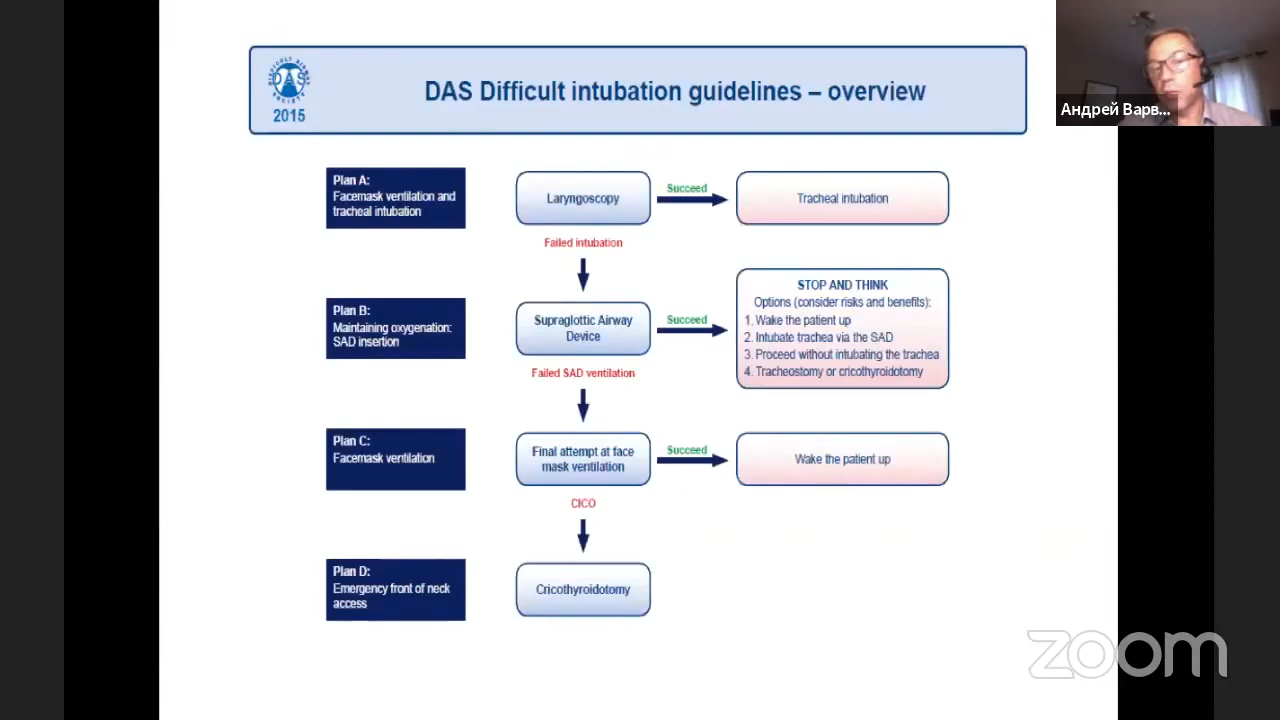 DIFFICULT AIRWAY SOCIETY
DAS
2015
DAS Difficult intubation guidelines – overview
Андрей Варв...
Plan A:
Facemask ventilation and
tracheal intubation
Laryngoscopy
Succeed
Tracheal intubation
Failed intubation
Plan B:
Maintaining oxygenation:
SAD insertion
Supraglottic Airway
Device
Succeed
STOP AND THINK
Options (consider risks and benefits):
1. Wake the patient up
2. Intubate trachea via the SAD
3. Proceed without intubating the trachea
4. Tracheostomy or cricothyroidotomy
Failed SAD ventilation
Plan C:
Facemask ventilation
Final attempt at face
mask ventilation
Succeed
Wake the patient up
CICO
Plan D:
Emergency front of neck
access
Cricothyroidotomy
zoom